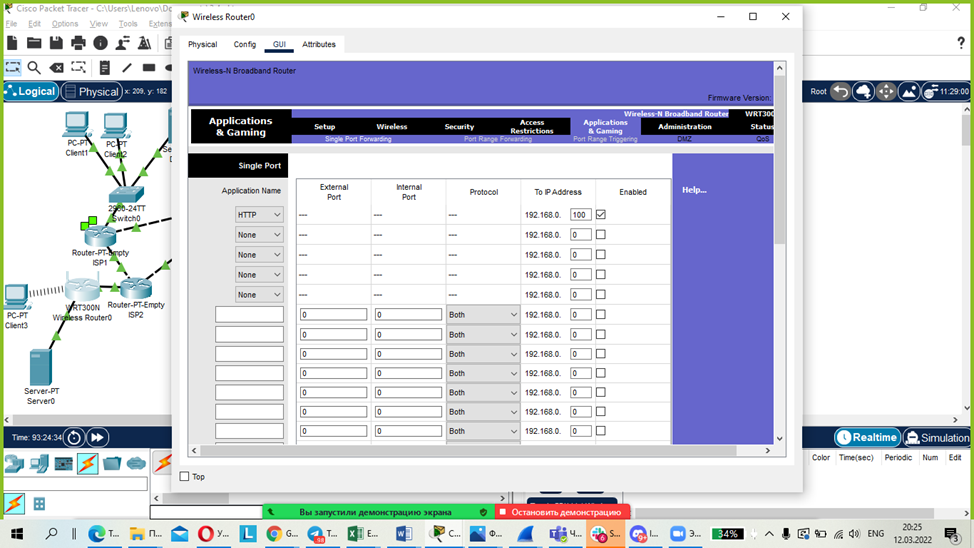 Cisco Packet Tracer - C:\Users\Lenovo\D
Wireless Router0
File Edit Options View Tools Extens
Physical Config GUI Attributes
Logical Physical x: 209, y: 182
Root 11:29:00
Wireless-N Broadband Router
Firmware Version:
Wireless-N Broadband Router WRT300
Applications & Gaming
Setup Wireless Security Access Restrictions Applications & Gaming Administration Status
Single Port Forwarding Port Range Forwarding Port Range Triggering DMZ QoS
Single Port
Help...
Application Name External Port Internal Port Protocol To IP Address Enabled
HTTP --- --- --- 192.168.0. 100
None --- --- --- 192.168.0. 0
None --- --- --- 192.168.0. 0
None --- --- --- 192.168.0. 0
None --- --- --- 192.168.0. 0
0 0 Both 192.168.0. 0
0 0 Both 192.168.0. 0
0 0 Both 192.168.0. 0
0 0 Both 192.168.0. 0
0 0 Both 192.168.0. 0
0 0 Both 192.168.0. 0
0 0 Both 192.168.0. 0
PC-PT
Client1
PC-PT
Client2
2960-24TT
Switch0
Router-PT-Empty
ISP1
WRT300N
Wireless Router0
Router-PT-Empty
ISP2
PC-PT
Client3
Server-PT
Server0
Top
Time: 93:24:34
Realtime Simulation
Color Time(sec) Periodic Num Edit
Вы запустили демонстрацию экрана
Остановить демонстрацию
Т... П... У... G... Т... E... W C... Ф... Ч... S... И... З... 34% ENG
20:25
12.03.2022
3